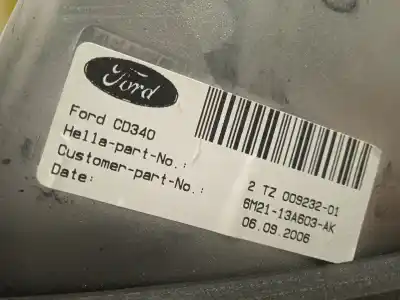 Ford
Ford CD340
Hella-part-No.: 2 TZ 009232-01
Customer-part-No.: 6M21-13A603-AK
Date: 06.09.2006